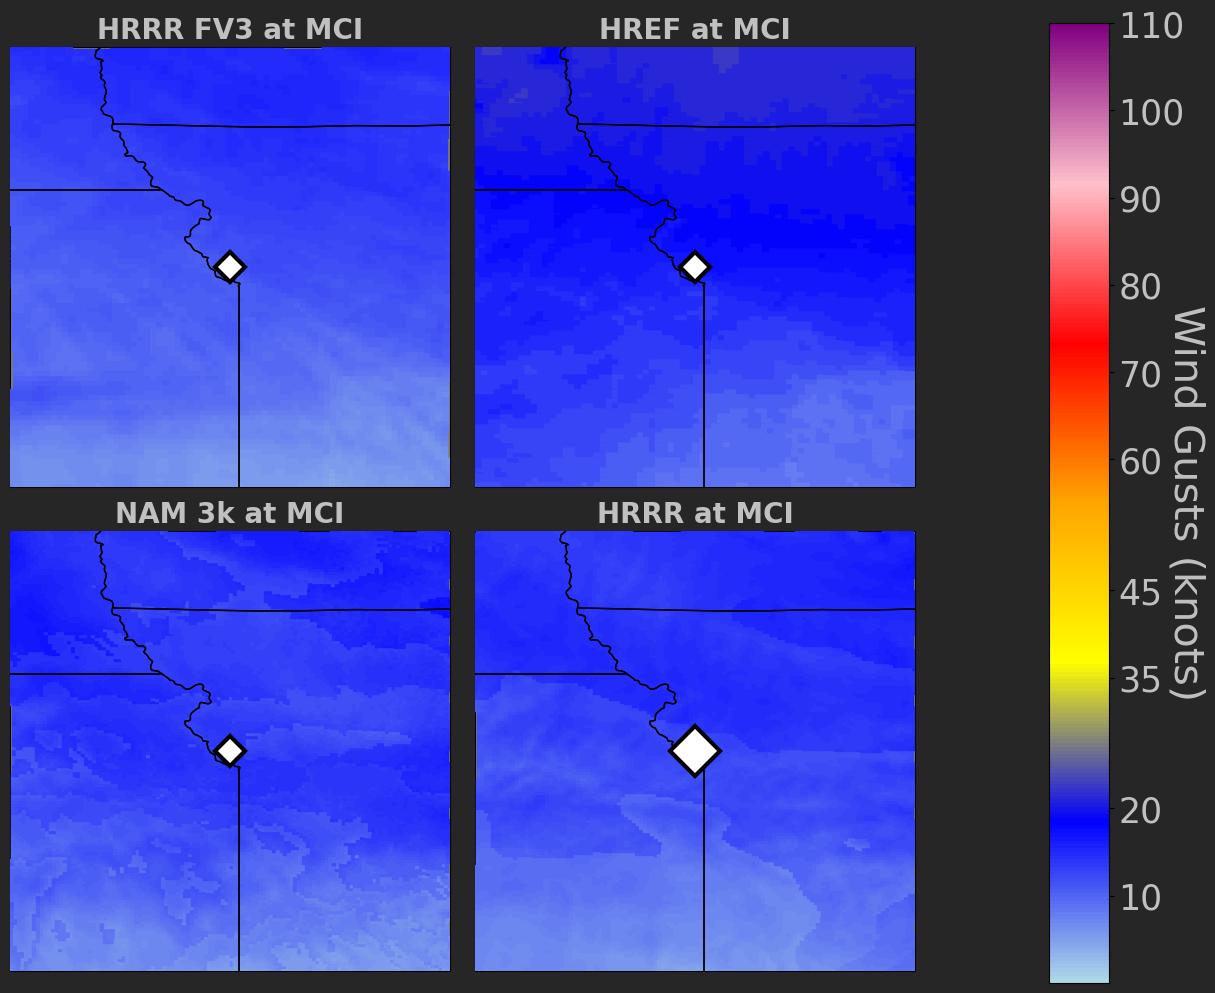 HRRR FV3 at MCI
HREF at MCI
NAM 3k at MCI
HRRR at MCI
110
100
90
80
70
60
45
35
20
10
Wind Gusts (knots)